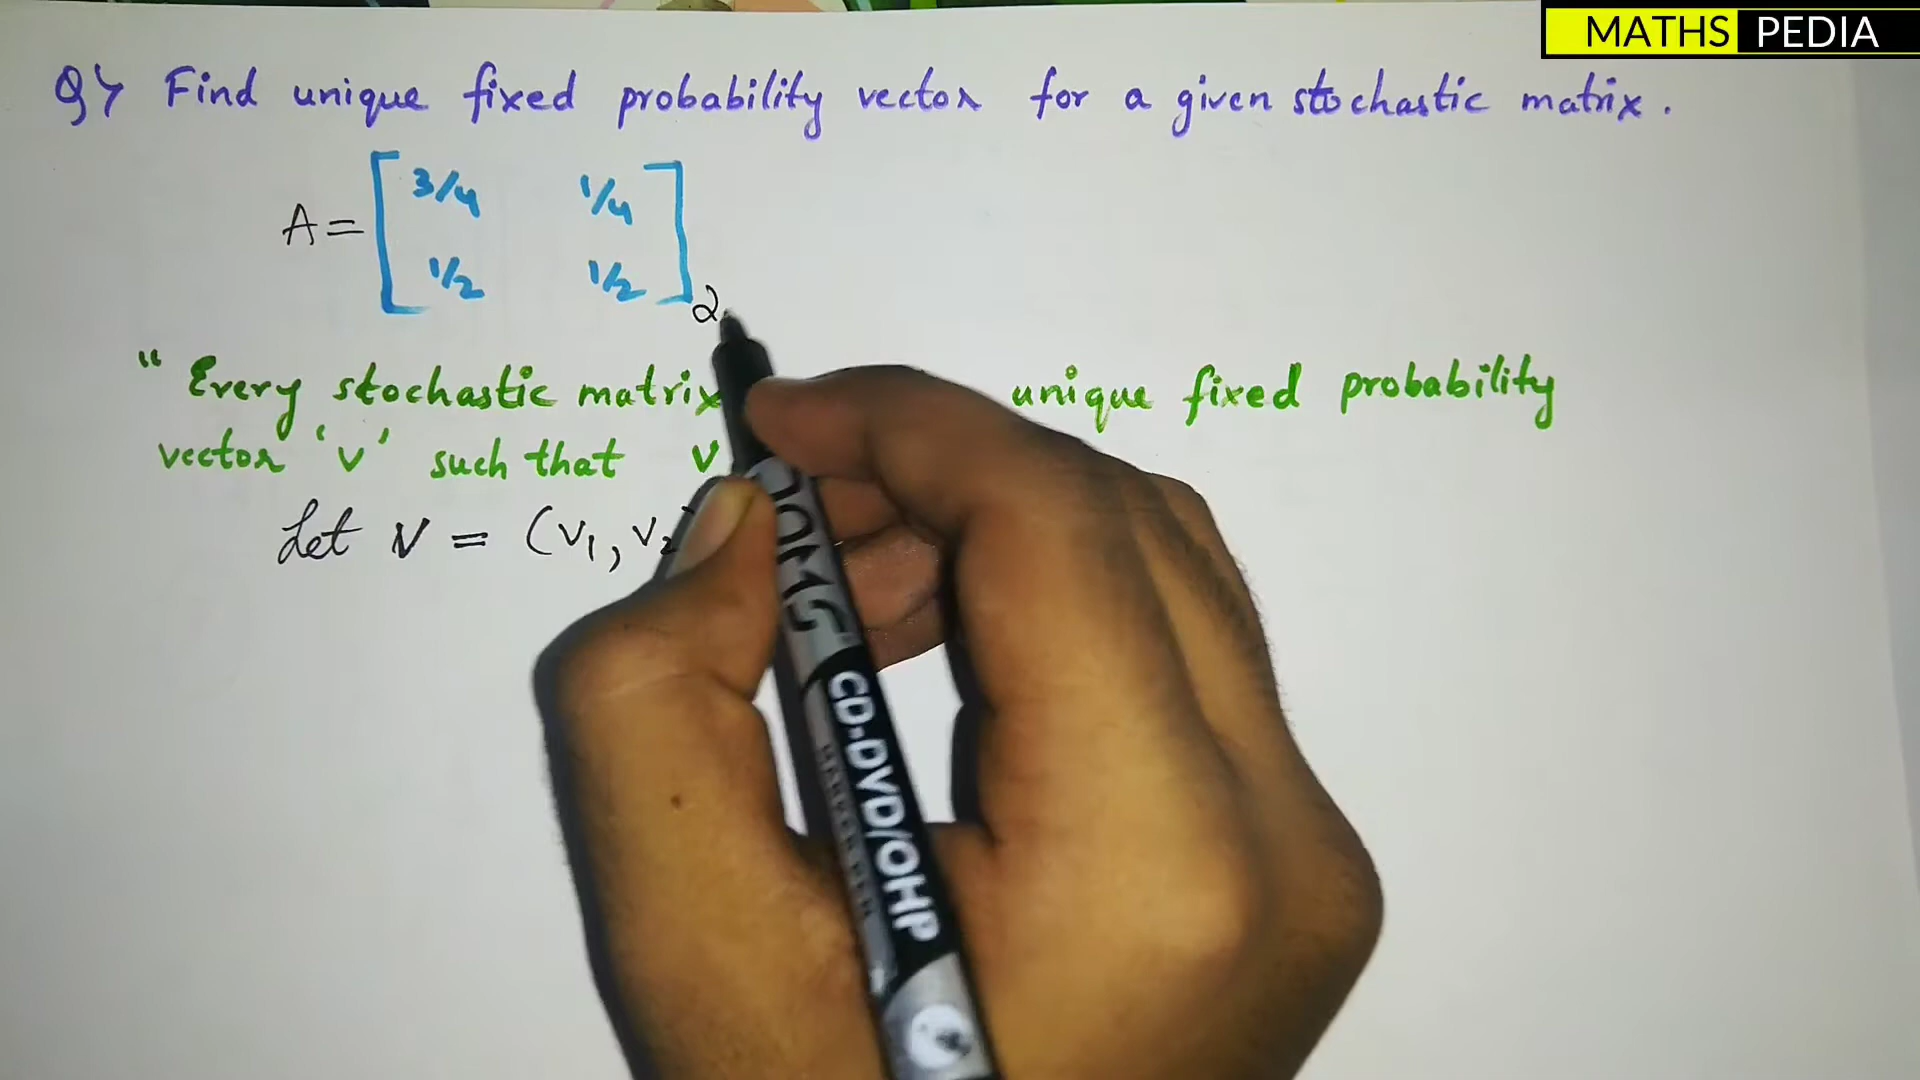 MATHS PEDIA
Q> Find unique fixed probability vector for a given stochastic matrix.
A = [ 3/4 1/4
1/2 1/2 ] 2
" Every stochastic matrix unique fixed probability
vector 'v' such that v
Let v = (v1, v2
DOMS
CD-DVD/OHP